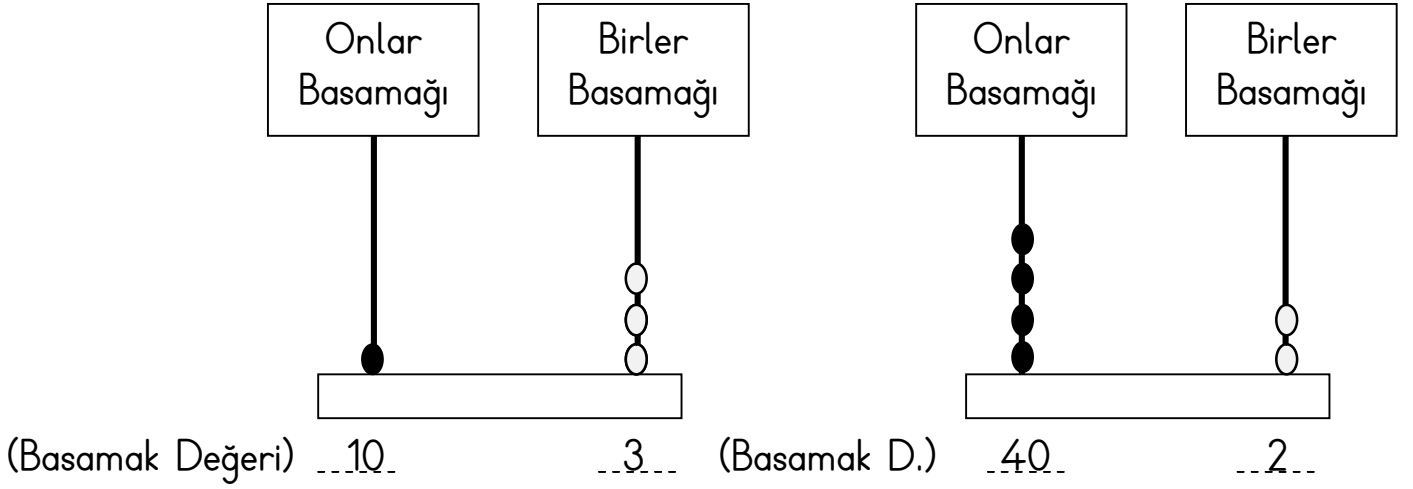 Onlar
Basamağı
Birler
Basamağı
Onlar
Basamağı
Birler
Basamağı
(Basamak Değeri) 10 3 (Basamak D.) 40 2